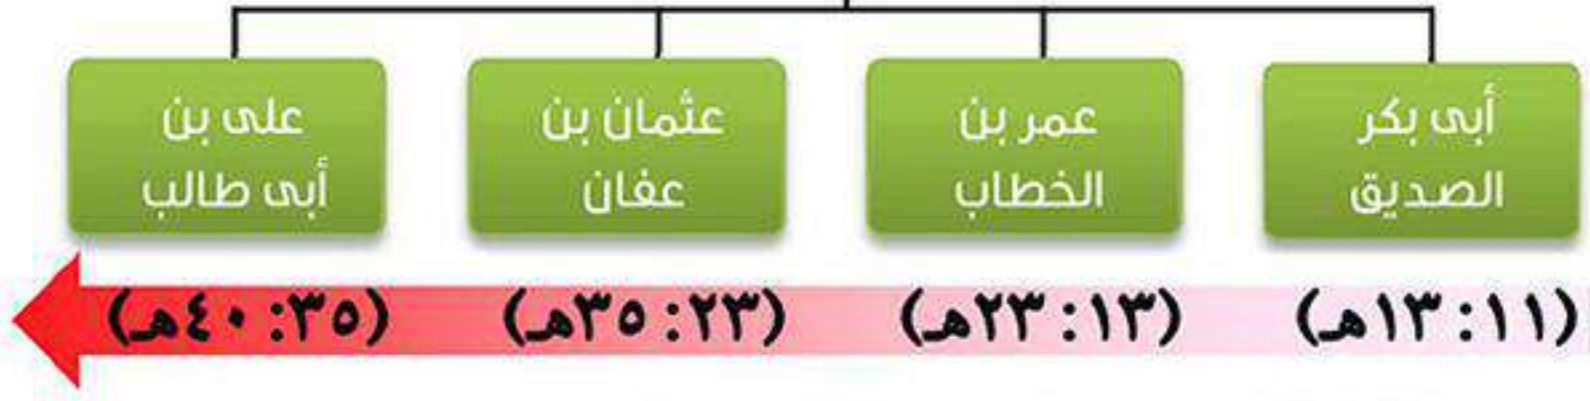 أبى بكر
الصديق
عمر بن
الخطاب
عثمان بن
عفان
على بن
أبى طالب
(١١: ١٣هـ)
(١٣: ٢٣هـ)
(٢٣: ٣٥هـ)
(٣٥: ٤٠هـ)